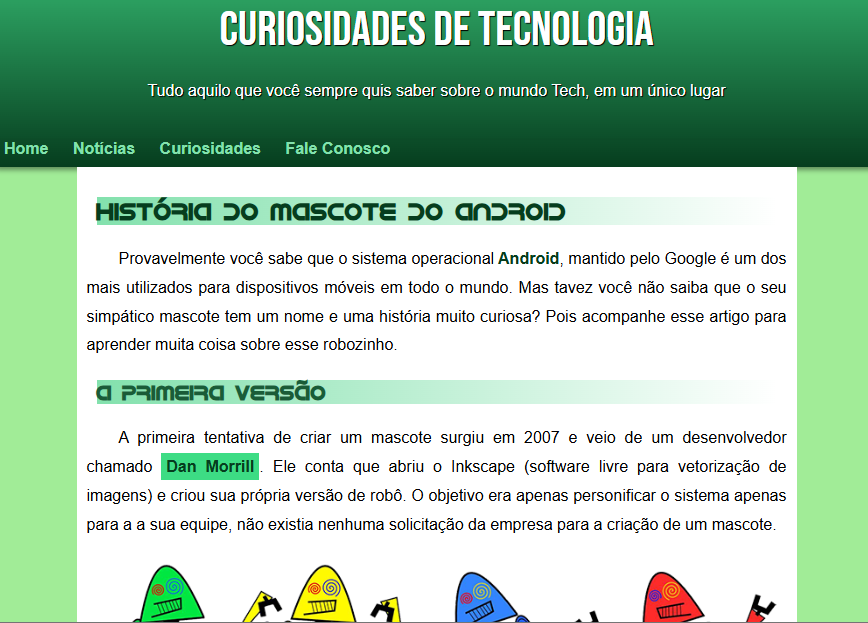 CURIOSIDADES DE TECNOLOGIA
Tudo aquilo que você sempre quis saber sobre o mundo Tech, em um único lugar
Home Notícias Curiosidades Fale Conosco
HISTÓRIA DO MASCOTE DO ANDROID
Provavelmente você sabe que o sistema operacional Android, mantido pelo Google é um dos
mais utilizados para dispositivos móveis em todo o mundo. Mas tavez você não saiba que o seu
simpático mascote tem um nome e uma história muito curiosa? Pois acompanhe esse artigo para
aprender muita coisa sobre esse robozinho.
A PRIMEIRA VERSÃO
A primeira tentativa de criar um mascote surgiu em 2007 e veio de um desenvolvedor
chamado Dan Morrill. Ele conta que abriu o Inkscape (software livre para vetorização de
imagens) e criou sua própria versão de robô. O objetivo era apenas personificar o sistema apenas
para a a sua equipe, não existia nenhuma solicitação da empresa para a criação de um mascote.